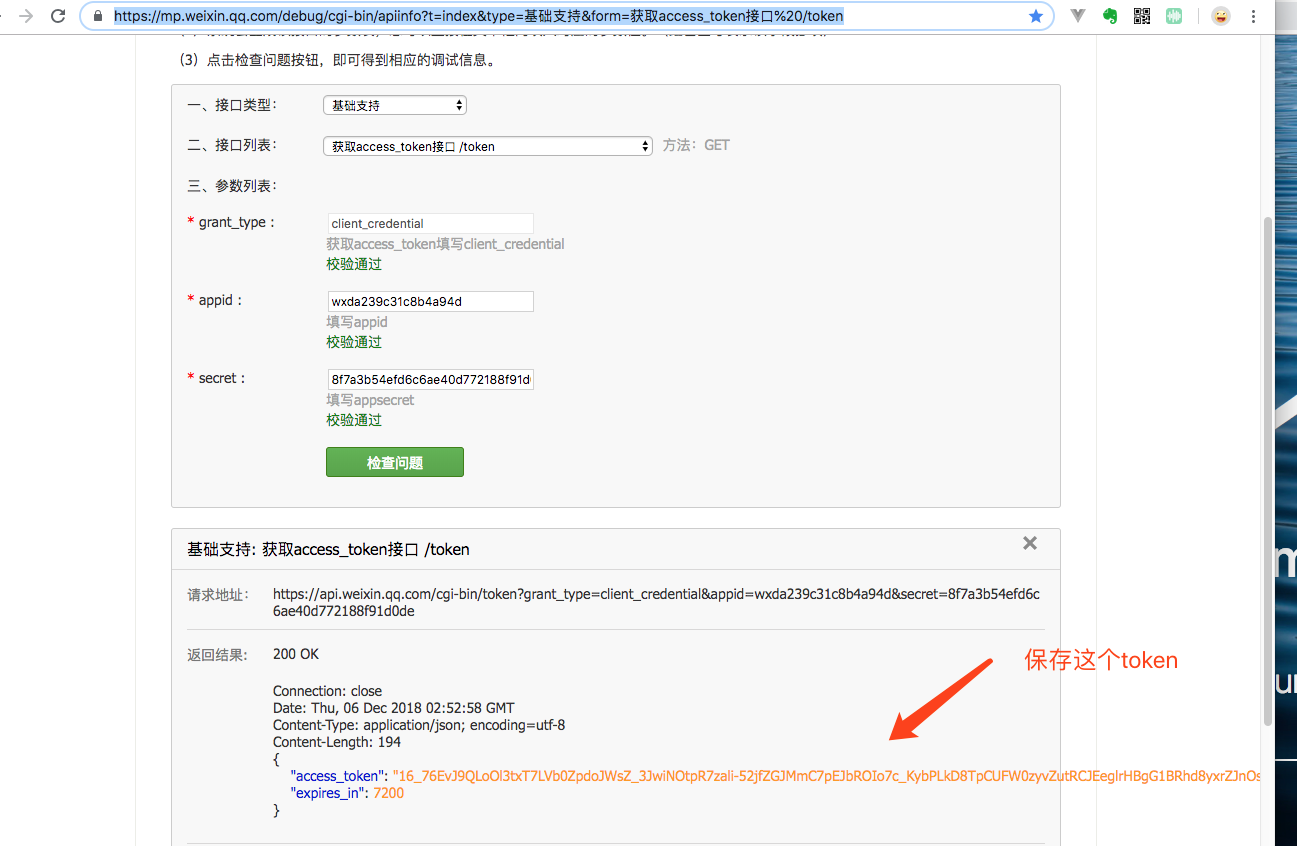 https://mp.weixin.qq.com/debug/cgi-bin/apiinfo?t=index&type=基础支持&form=获取access_token接口%20/token
（3）点击检查问题按钮，即可得到相应的调试信息。
一、接口类型：
基础支持
二、接口列表：
获取access_token接口 /token
方法：GET
三、参数列表：
* grant_type：
client_credential
获取access_token填写client_credential
校验通过
* appid：
wxda239c31c8b4a94d
填写appid
校验通过
* secret：
8f7a3b54efd6c6ae40d772188f91d
填写appsecret
校验通过
检查问题
基础支持: 获取access_token接口 /token
请求地址：
https://api.weixin.qq.com/cgi-bin/token?grant_type=client_credential&appid=wxda239c31c8b4a94d&secret=8f7a3b54efd6c
6ae40d772188f91d0de
返回结果:
200 OK
保存这个token
Connection: close
Date: Thu, 06 Dec 2018 02:52:58 GMT
Content-Type: application/json; encoding=utf-8
Content-Length: 194
{
"access_token": "16_76EvJ9QLoOl3txT7LVb0ZpdoJWsZ_3JwiNOtpR7zali-52jfZGJMmC7pEJbROIo7c_KybPLkD8TpCUFW0zyvZutRCJEeglrHBgG1BRhd8yxrZJnOs
"expires_in": 7200
}